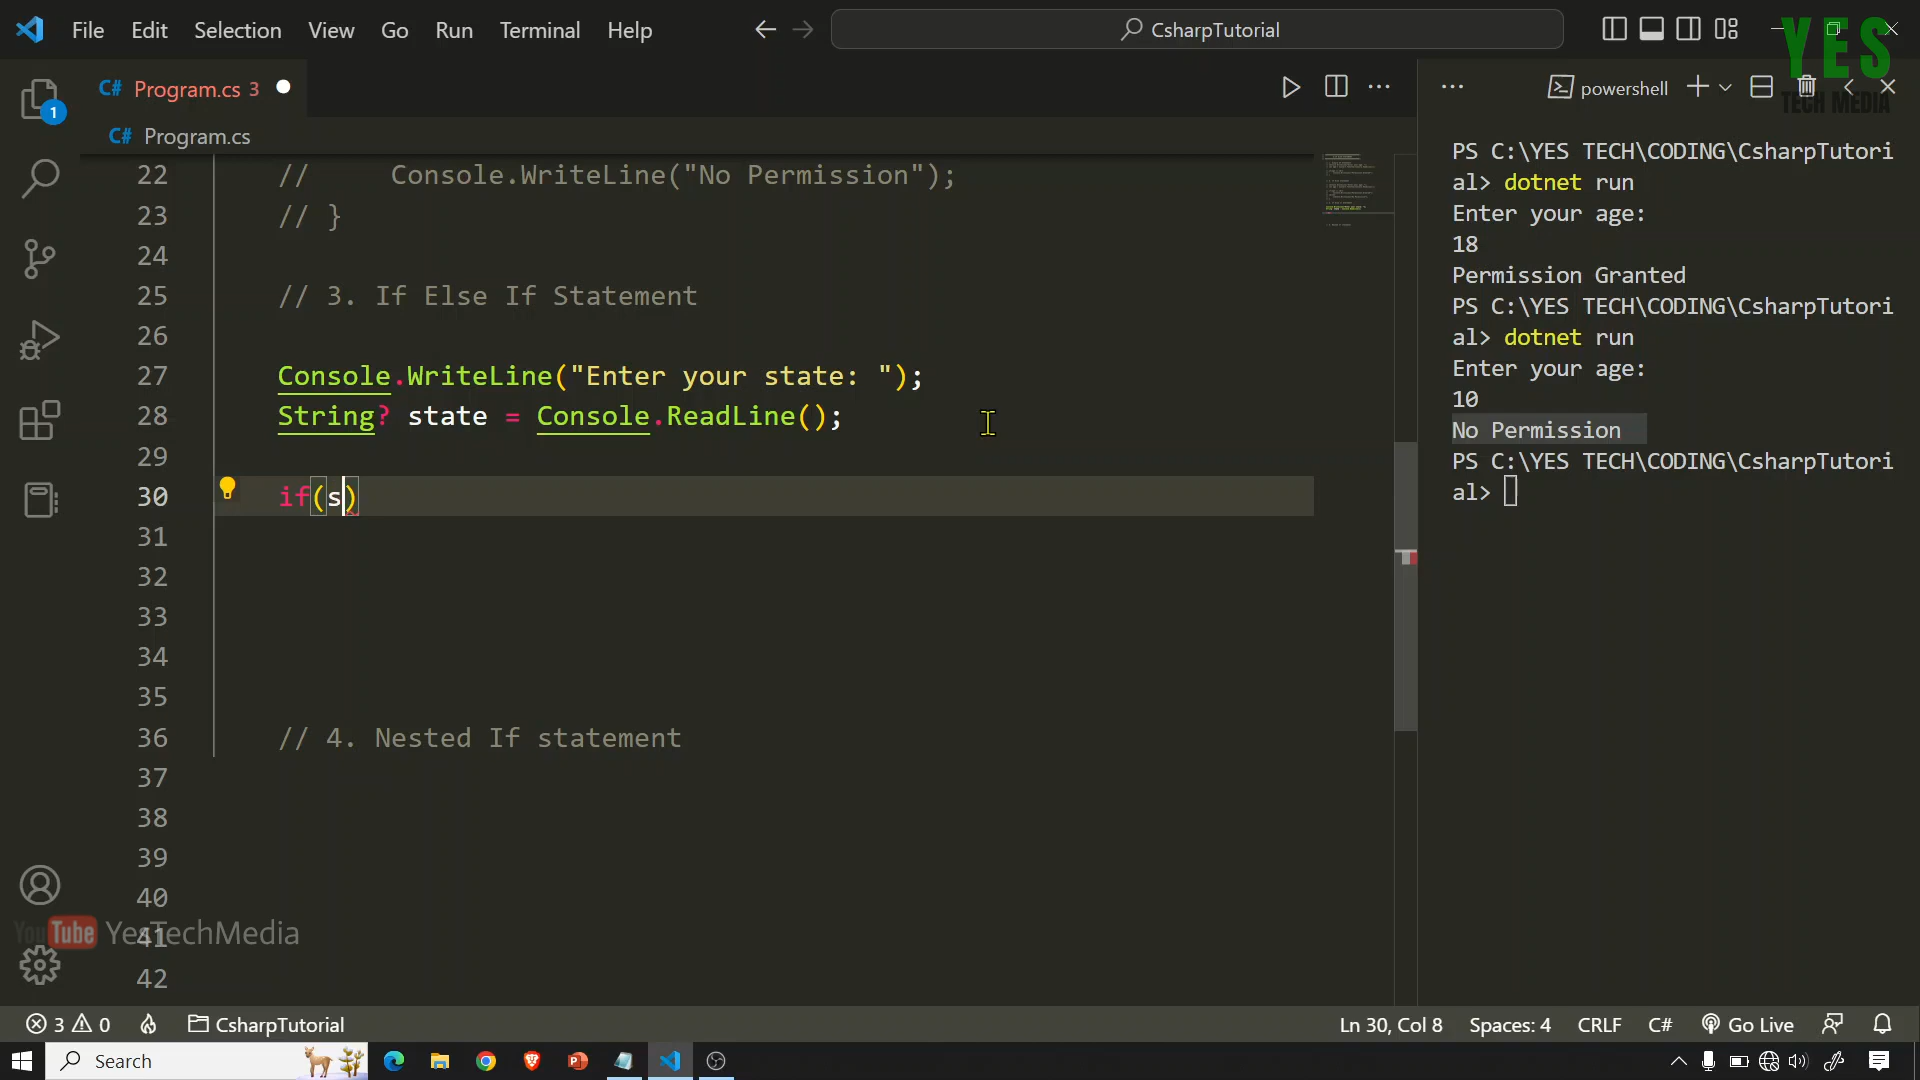 File Edit Selection View Go Run Terminal Help
CsharpTutorial
YES
TECH MEDIA
C# Program.cs 3
powershell
C# Program.cs
1
22 // Console.WriteLine("No Permission");
23 // }
24
25 // 3. If Else If Statement
26
27 Console.WriteLine("Enter your state: ");
28 String? state = Console.ReadLine();
29
30 if(s)
31
32
33
34
35
36 // 4. Nested If statement
37
38
39
40
41
42
PS C:\YES TECH\CODING\CsharpTutori
al> dotnet run
Enter your age:
18
Permission Granted
PS C:\YES TECH\CODING\CsharpTutori
al> dotnet run
Enter your age:
10
No Permission
PS C:\YES TECH\CODING\CsharpTutori
al>
YouTube YesTechMedia
3 0 CsharpTutorial
Ln 30, Col 8 Spaces: 4 CRLF C# Go Live
Search